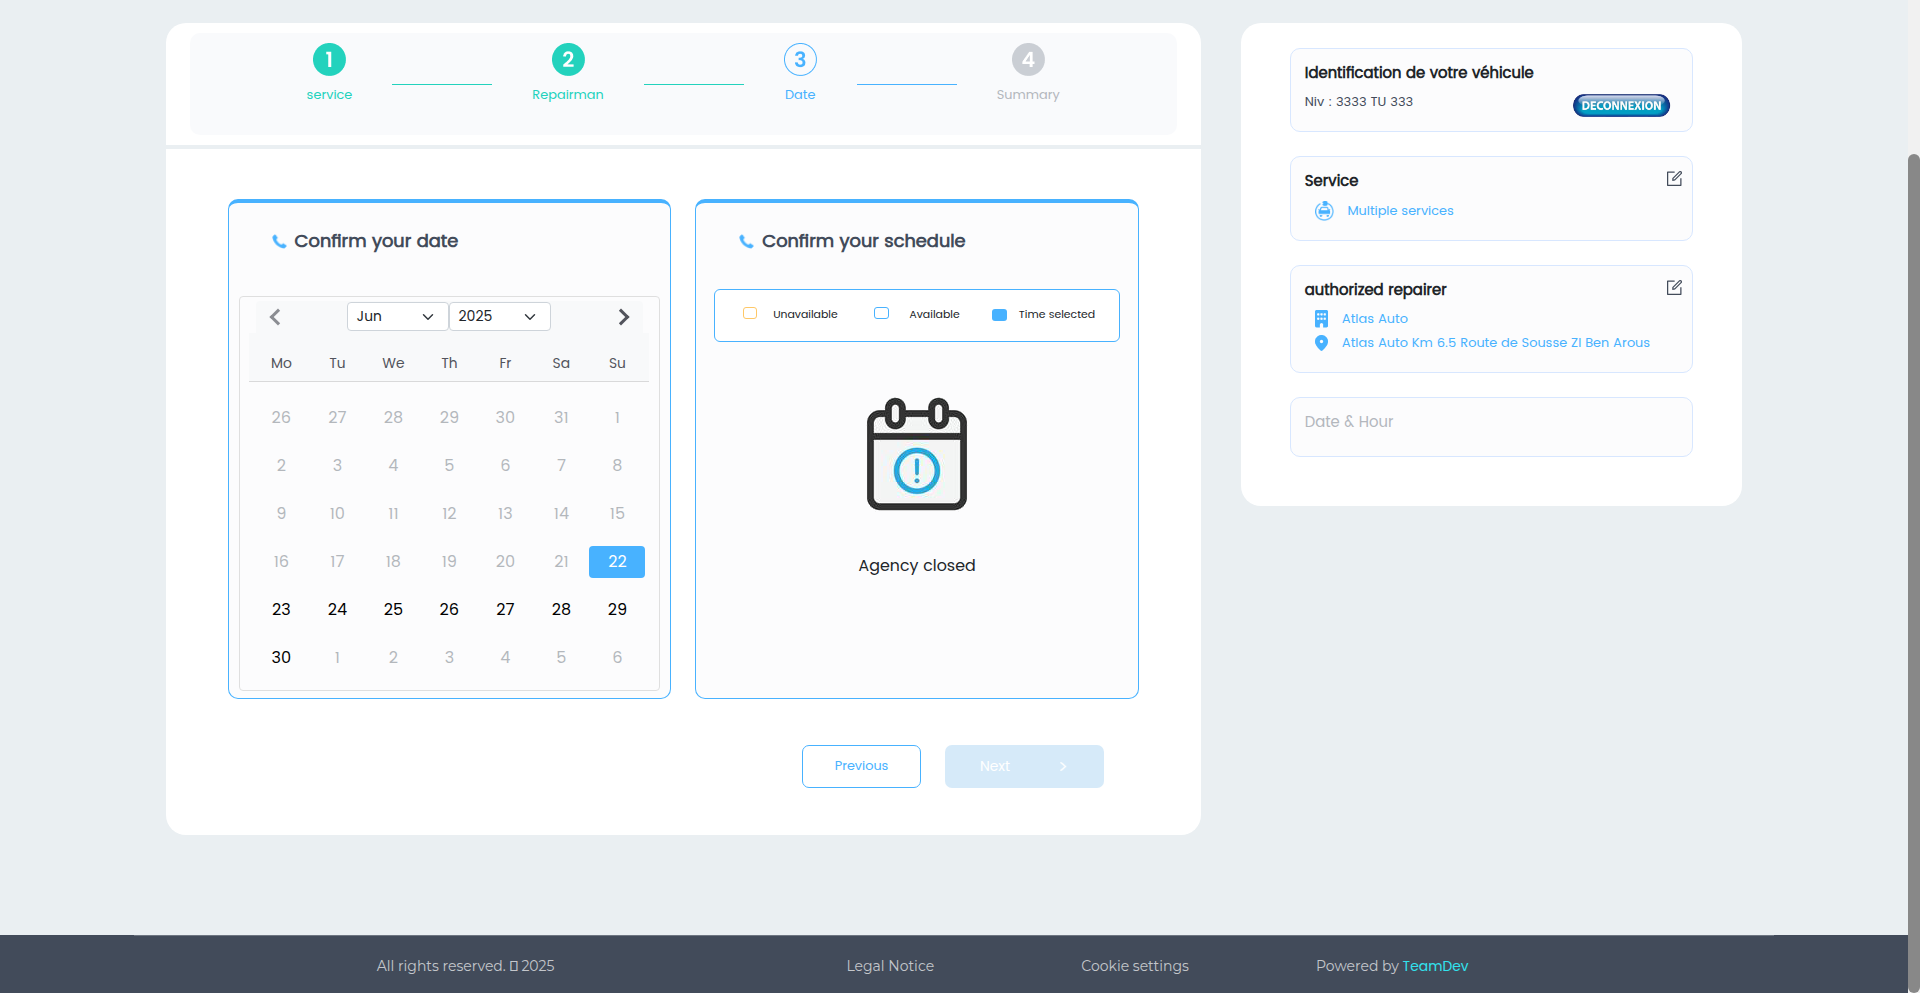 1
service
2
Repairman
3
Date
4
Summary
Confirm your date
Jun
2025
Mo Tu We Th Fr Sa Su
26 27 28 29 30 31 1
2 3 4 5 6 7 8
9 10 11 12 13 14 15
16 17 18 19 20 21 22
23 24 25 26 27 28 29
30 1 2 3 4 5 6
Confirm your schedule
Unavailable
Available
Time selected
Agency closed
Previous
Next
Identification de votre véhicule
Niv : 3333 TU 333
DECONNEXION
Service
Multiple services
authorized repairer
Atlas Auto
Atlas Auto Km 6.5 Route de Sousse ZI Ben Arous
Date & Hour
All rights reserved. 2025
Legal Notice
Cookie settings
Powered by TeamDev